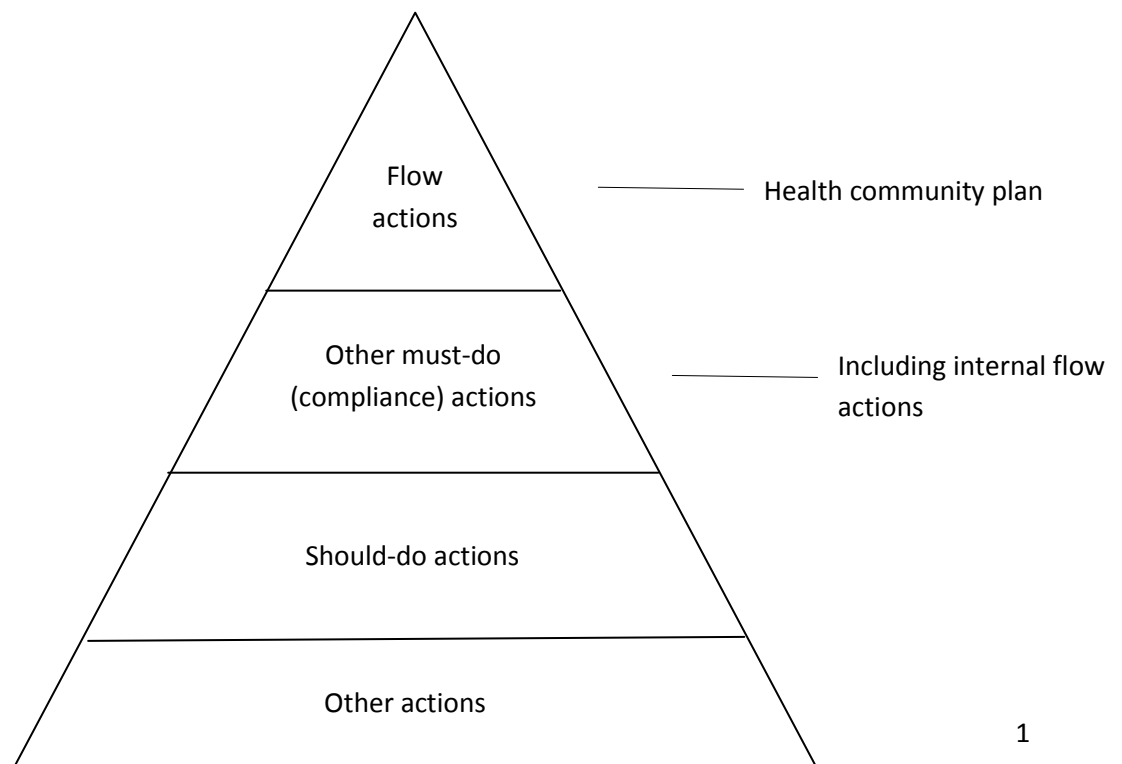 Flow
actions
Health community plan
Other must-do
(compliance) actions
Including internal flow
actions
Should-do actions
Other actions
1